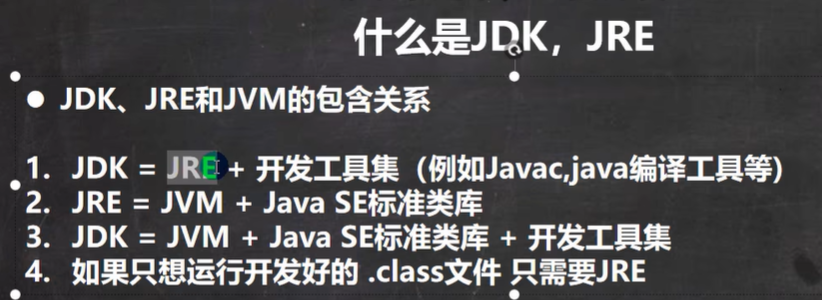 什么是JDK，JRE
● JDK、JRE和JVM的包含关系
1. JDK = JRE + 开发工具集（例如Javac,java编译工具等)
2. JRE = JVM + Java SE标准类库
3. JDK = JVM + Java SE标准类库 + 开发工具集
4. 如果只想运行开发好的 .class文件 只需要JRE